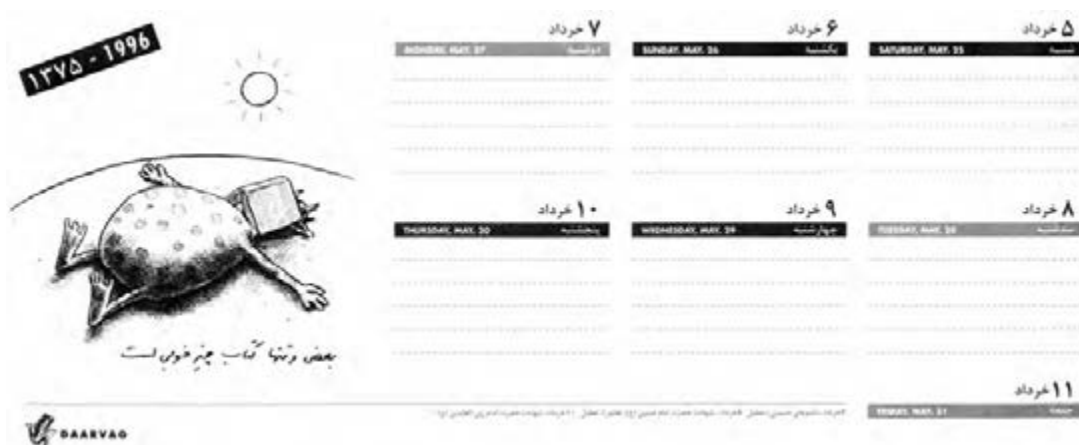 ۱۳۷۵ - 1996
۵ خرداد
SATURDAY, MAY. 25 شنبه
۶ خرداد
SUNDAY, MAY. 26 یکشنبه
۷ خرداد
MONDAY, MAY. 27 دوشنبه
۸ خرداد
TUESDAY, MAY. 28 سه‌شنبه
۹ خرداد
WEDNESDAY, MAY. 29 چهارشنبه
۱۰ خرداد
THURSDAY, MAY. 30 پنجشنبه
۱۱ خرداد
FRIDAY, MAY. 31 جمعه
بعضی وقتها کتاب چیز خوبی است
DAARVAG